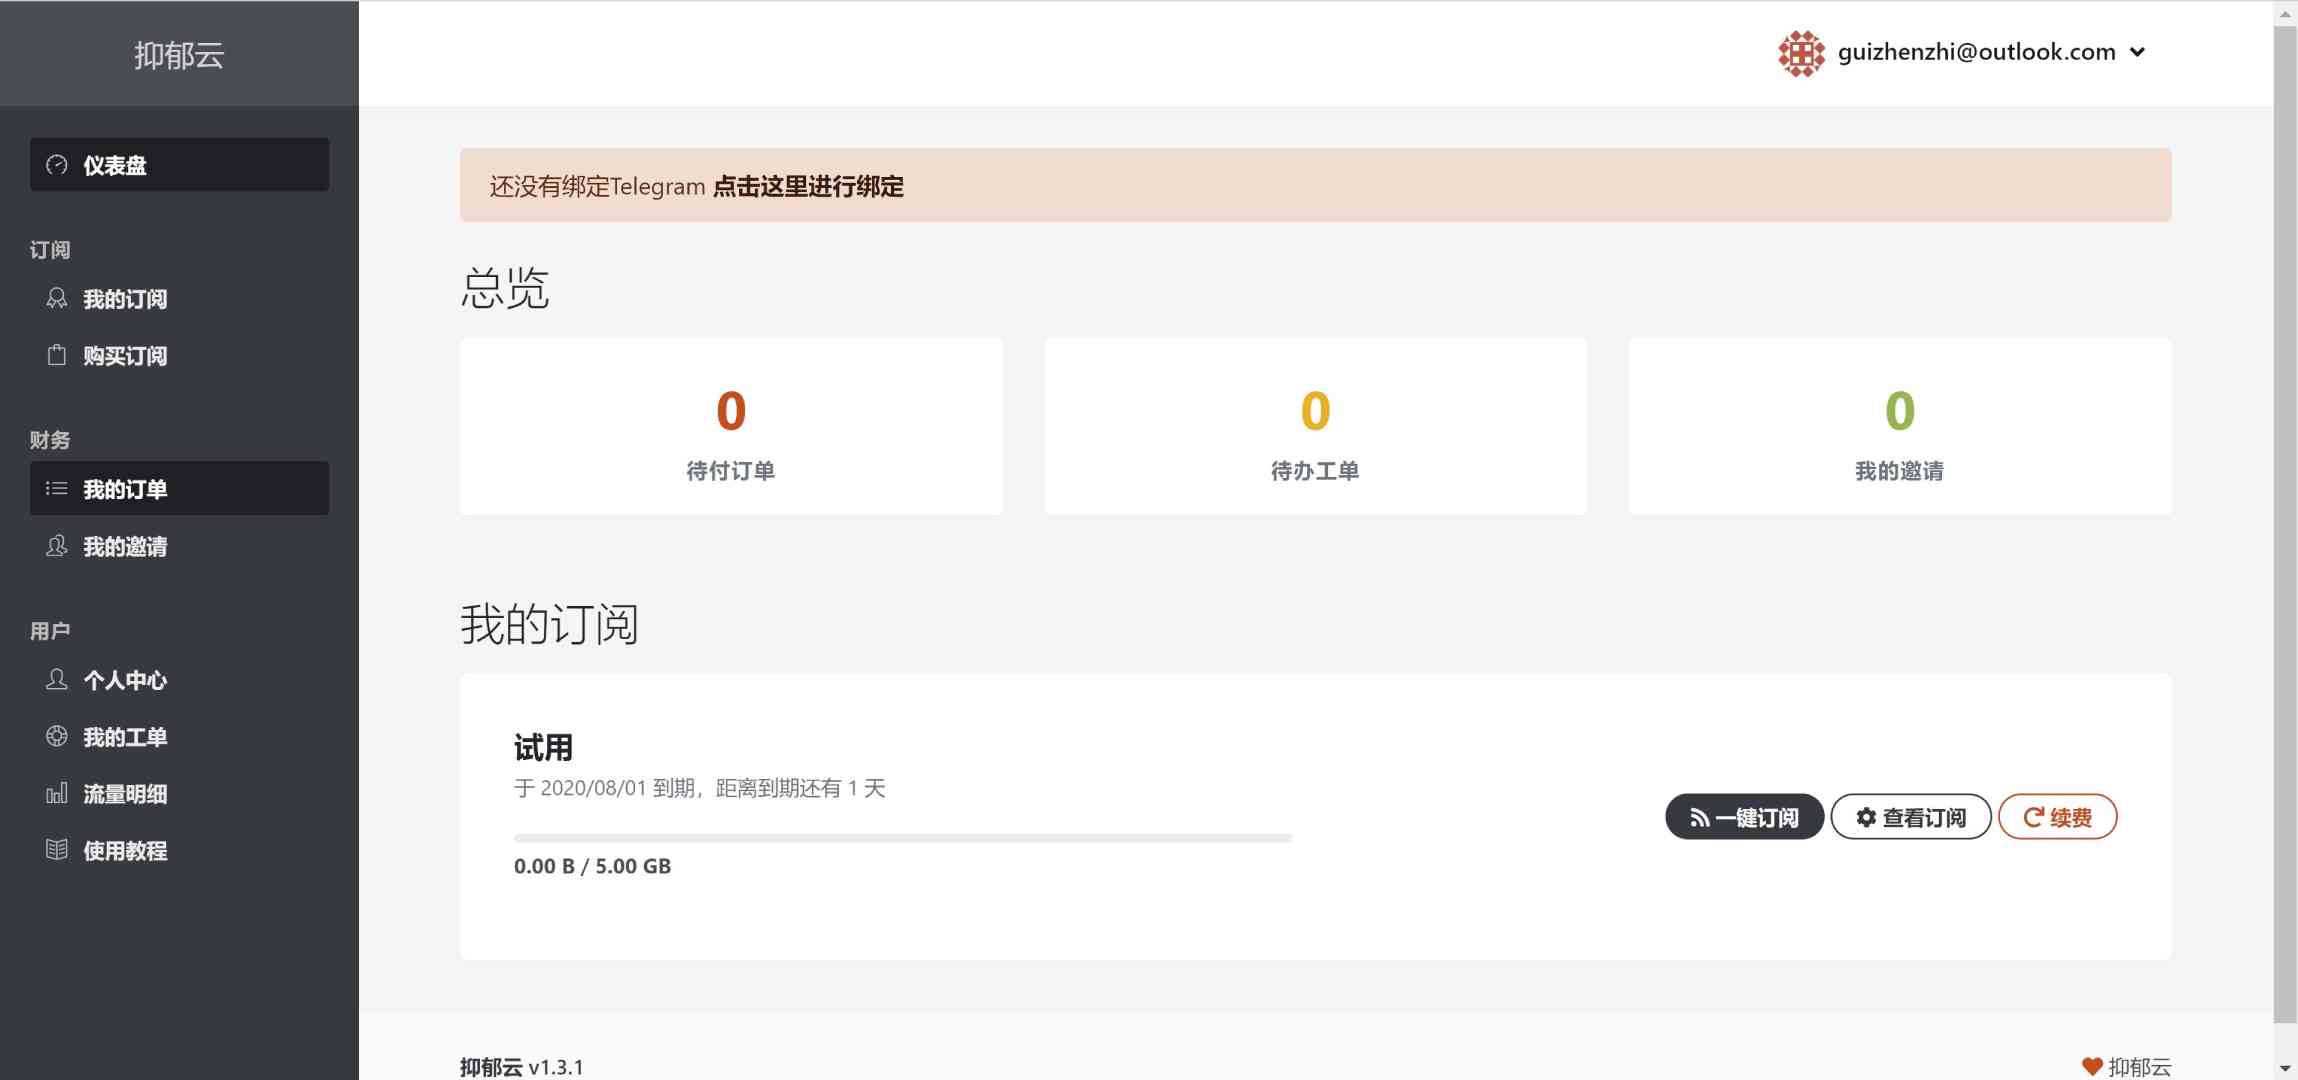 抑郁云
guizhenzhi@outlook.com
仪表盘
订阅
我的订阅
购买订阅
财务
我的订单
我的邀请
用户
个人中心
我的工单
流量明细
使用教程
还没有绑定Telegram 点击这里进行绑定
总览
0
待付订单
0
待办工单
0
我的邀请
我的订阅
试用
于 2020/08/01 到期，距离到期还有 1 天
0.00 B / 5.00 GB
一键订阅
查看订阅
续费
抑郁云 v1.3.1
抑郁云